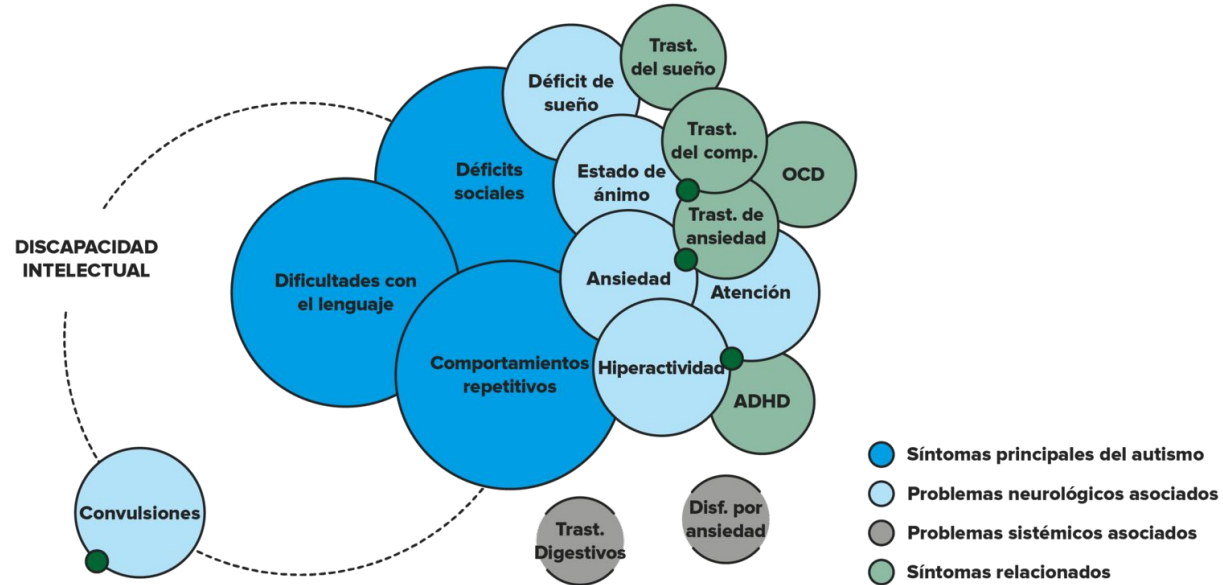 Trast.
del sueño
Déficit de
sueño
Trast.
del comp.
OCD
Déficits
sociales
Estado de
ánimo
Trast. de
ansiedad
DISCAPACIDAD
INTELECTUAL
Dificultades con
el lenguaje
Ansiedad
Atención
Comportamientos
repetitivos
Hiperactividad
ADHD
Convulsiones
Trast.
Digestivos
Disf. por
ansiedad
Síntomas principales del autismo
Problemas neurológicos asociados
Problemas sistémicos asociados
Síntomas relacionados